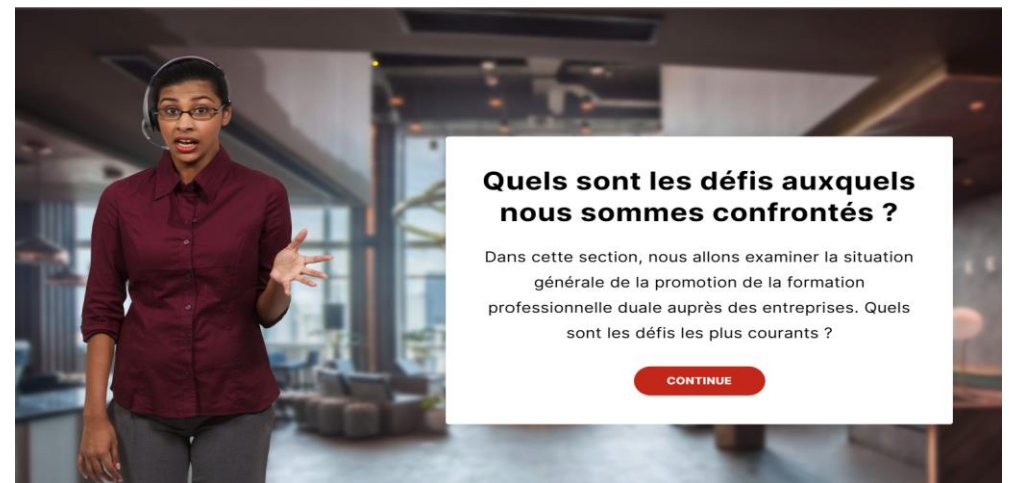 Quels sont les défis auxquels
nous sommes confrontés ?
Dans cette section, nous allons examiner la situation
générale de la promotion de la formation
professionnelle duale auprès des entreprises. Quels
sont les défis les plus courants ?
CONTINUE